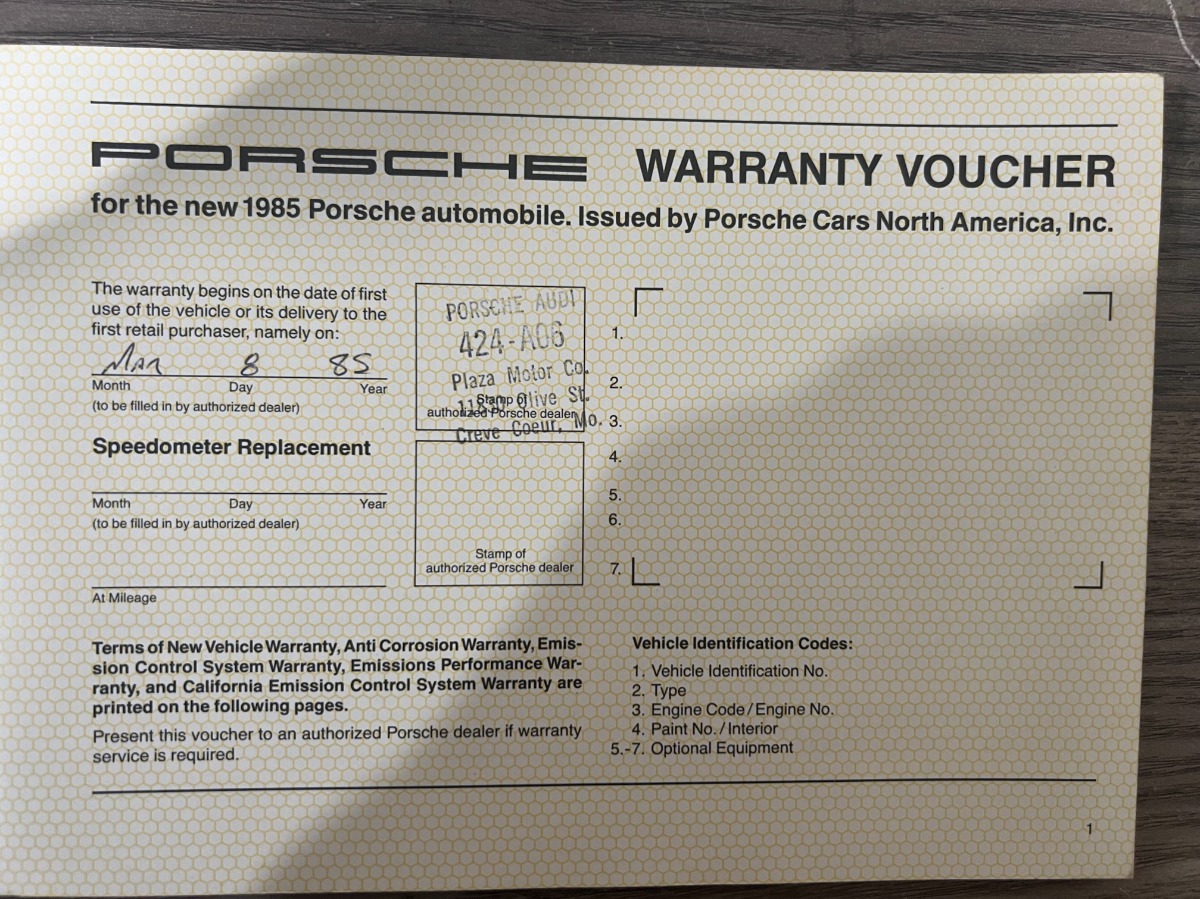 PORSCHE WARRANTY VOUCHER
for the new 1985 Porsche automobile. Issued by Porsche Cars North America, Inc.
The warranty begins on the date of first
use of the vehicle or its delivery to the
first retail purchaser, namely on:
Mar 8 85
Month Day Year
(to be filled in by authorized dealer)
PORSCHE AUDI
424-A06
Plaza Motor Co.
Olive St.
Creve Coeur, Mo.
Stamp of
authorized Porsche dealer
Speedometer Replacement
Month Day Year
(to be filled in by authorized dealer)
At Mileage
Stamp of
authorized Porsche dealer
1.
2.
3.
4.
5.
6.
7.
Terms of New Vehicle Warranty, Anti Corrosion Warranty, Emis-
sion Control System Warranty, Emissions Performance War-
ranty, and California Emission Control System Warranty are
printed on the following pages.
Present this voucher to an authorized Porsche dealer if warranty
service is required.
Vehicle Identification Codes:
1. Vehicle Identification No.
2. Type
3. Engine Code/Engine No.
4. Paint No./Interior
5.-7. Optional Equipment
1